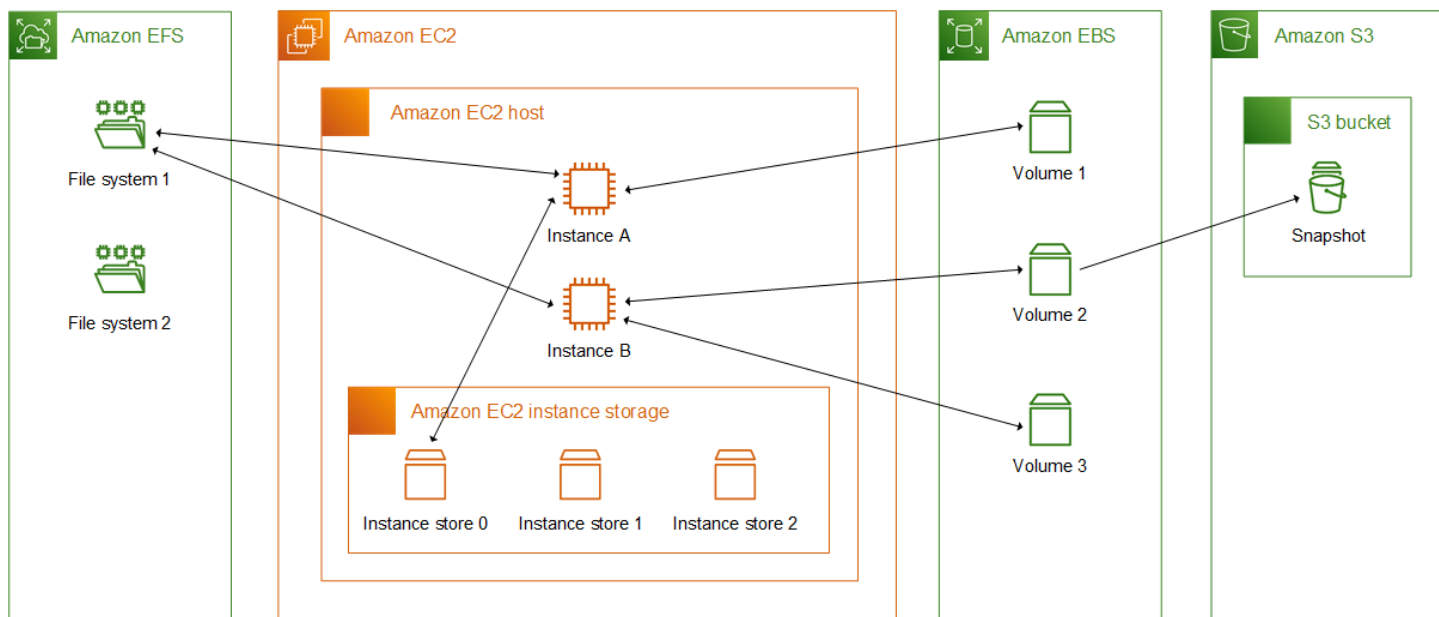 Amazon EFS
File system 1
File system 2
Amazon EC2
Amazon EC2 host
Instance A
Instance B
Amazon EC2 instance storage
Instance store 0
Instance store 1
Instance store 2
Amazon EBS
Volume 1
Volume 2
Volume 3
Amazon S3
S3 bucket
Snapshot